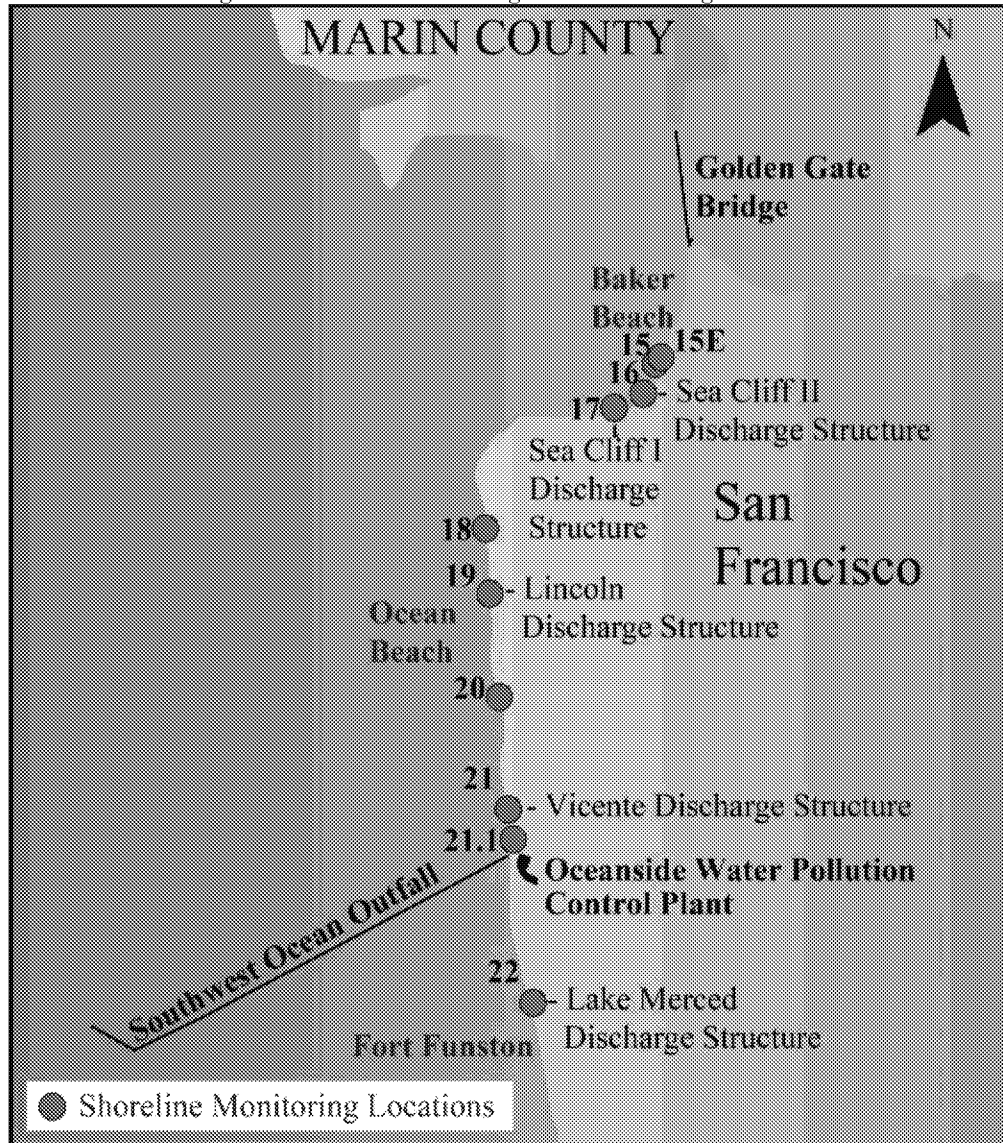 MARIN COUNTY
N
Golden Gate
Bridge
Baker
Beach
15
15E
16
- Sea Cliff II
Discharge Structure
17
Sea Cliff I
Discharge
Structure
San
Francisco
18
19
- Lincoln
Discharge Structure
Ocean
Beach
20
21
- Vicente Discharge Structure
21.1
Oceanside Water Pollution
Control Plant
Southwest Ocean Outfall
22
- Lake Merced
Discharge Structure
Fort Funston
Shoreline Monitoring Locations